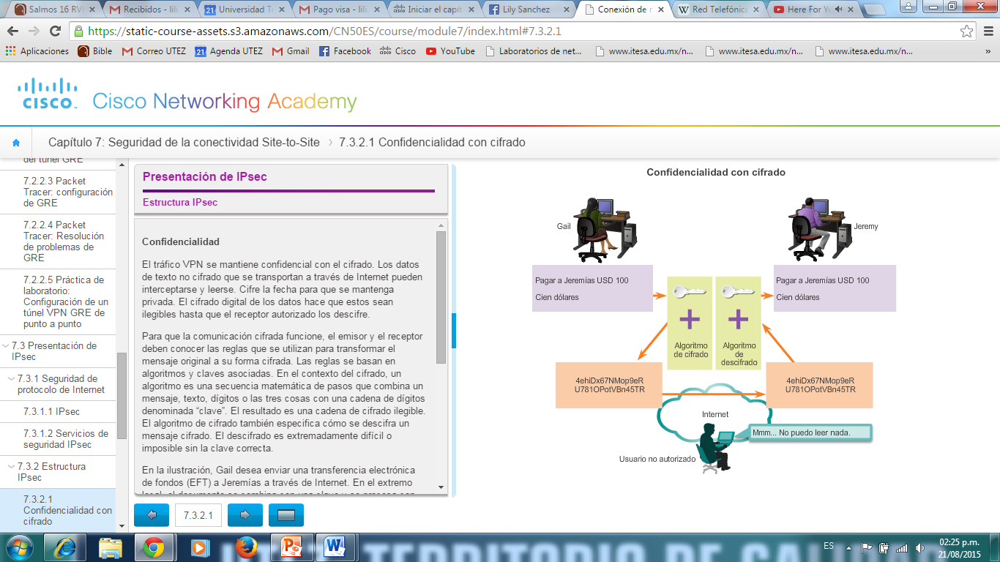 Salmos 16 RV
Recibidos - lili
Universidad T
Pago visa - lili
Iniciar el capít
Lily Sanchez
Conexión de r
Red Telefónica
Here For Yo
https://static-course-assets.s3.amazonaws.com/CN50ES/course/module7/index.html#7.3.2.1
Aplicaciones Bible Correo UTEZ Agenda UTEZ Gmail Facebook Cisco YouTube Laboratorios de net... www.itesa.edu.mx/n... www.itesa.edu.mx/n... www.itesa.edu.mx/n... »
CISCO Cisco Networking Academy
Capítulo 7: Seguridad de la conectividad Site-to-Site › 7.3.2.1 Confidencialidad con cifrado
del túnel GRE
7.2.2.3 Packet
Tracer: configuración
de GRE
7.2.2.4 Packet
Tracer: Resolución
de problemas de
GRE
7.2.2.5 Práctica de
laboratorio:
Configuración de un
túnel VPN GRE de
punto a punto
7.3 Presentación de
IPsec
7.3.1 Seguridad de
protocolo de Internet
7.3.1.1 IPsec
7.3.1.2 Servicios de
seguridad IPsec
7.3.2 Estructura
IPsec
7.3.2.1
Confidencialidad con
cifrado
Presentación de IPsec
Estructura IPsec
Confidencialidad
El tráfico VPN se mantiene confidencial con el cifrado. Los datos
de texto no cifrado que se transportan a través de Internet pueden
interceptarse y leerse. Cifre la fecha para que se mantenga
privada. El cifrado digital de los datos hace que estos sean
ilegibles hasta que el receptor autorizado los descifre.
Para que la comunicación cifrada funcione, el emisor y el receptor
deben conocer las reglas que se utilizan para transformar el
mensaje original a su forma cifrada. Las reglas se basan en
algoritmos y claves asociadas. En el contexto del cifrado, un
algoritmo es una secuencia matemática de pasos que combina un
mensaje, texto, dígitos o las tres cosas con una cadena de dígitos
denominada “clave”. El resultado es una cadena de cifrado ilegible.
El algoritmo de cifrado también especifica cómo se descifra un
mensaje cifrado. El descifrado es extremadamente difícil o
imposible sin la clave correcta.
En la ilustración, Gail desea enviar una transferencia electrónica
de fondos (EFT) a Jeremías a través de Internet. En el extremo
local, el documento se combina con una clave y se procesa con
7.3.2.1
Confidencialidad con cifrado
Gail
Jeremy
Pagar a Jeremías USD 100
Cien dólares
Pagar a Jeremías USD 100
Cien dólares
Algoritmo
de cifrado
Algoritmo
de
descifrado
4ehiDx67NMop9eR
U781OPotVBn45TR
4ehiDx67NMop9eR
U781OPotVBn45TR
Internet
Mmm... No puedo leer nada.
Usuario no autorizado
ES
02:25 p.m.
21/08/2015